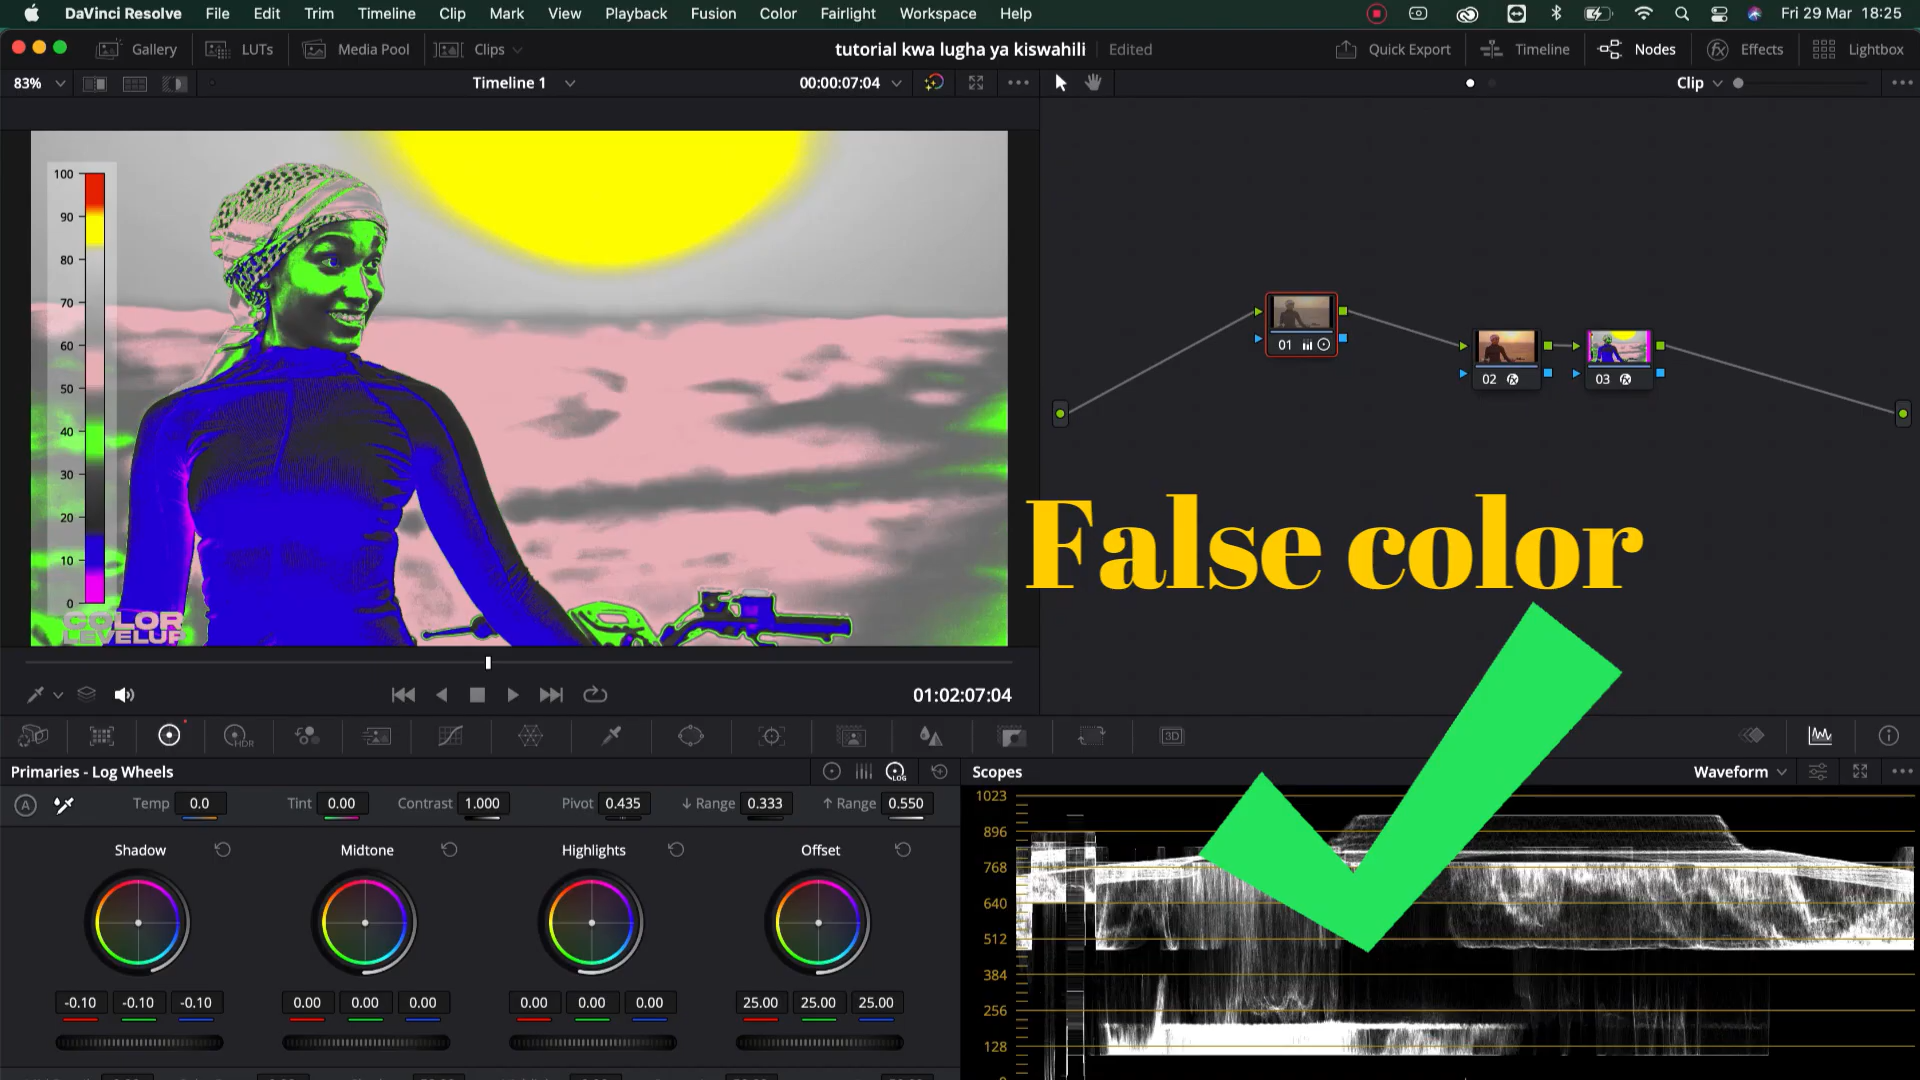 DaVinci Resolve File Edit Trim Timeline Clip Mark View Playback Fusion Color Fairlight Workspace Help Fri 29 Mar 18:25
Gallery LUTs Media Pool Clips tutorial kwa lugha ya kiswahili Edited Quick Export Timeline Nodes Effects Lightbox
83% Timeline 1 00:00:07:04 Clip
100
90
80
70
60
50
40
30
20
10
0
COLOR
LEVELUP
01
02 03
False color
01:02:07:04
HDR 3D
Primaries - Log Wheels LOG
Temp 0.0 Tint 0.00 Contrast 1.000 Pivot 0.435 ↓ Range 0.333 ↑ Range 0.550
Shadow Midtone Highlights Offset
-0.10 -0.10 -0.10 0.00 0.00 0.00 0.00 0.00 0.00 25.00 25.00 25.00
Scopes Waveform
1023
896
768
640
512
384
256
128